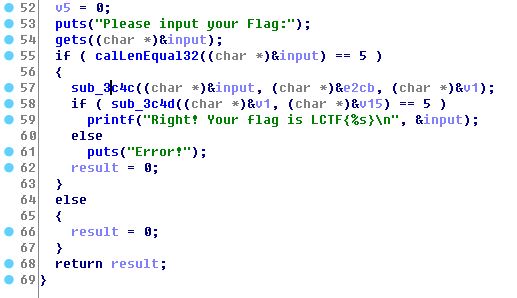 52 v5 = 0;
53 puts("Please input your Flag:");
54 gets((char *)&input);
55 if ( calLenEqual32((char *)&input) == 5 )
56 {
57 sub_3c4c((char *)&input, (char *)&e2cb, (char *)&v1);
58 if ( sub_3c4d((char *)&v1, (char *)&v15) == 5 )
59 printf("Right! Your flag is LCTF{%s}\n", &input);
60 else
61 puts("Error!");
62 result = 0;
63 }
64 else
65 {
66 result = 0;
67 }
68 return result;
69 }